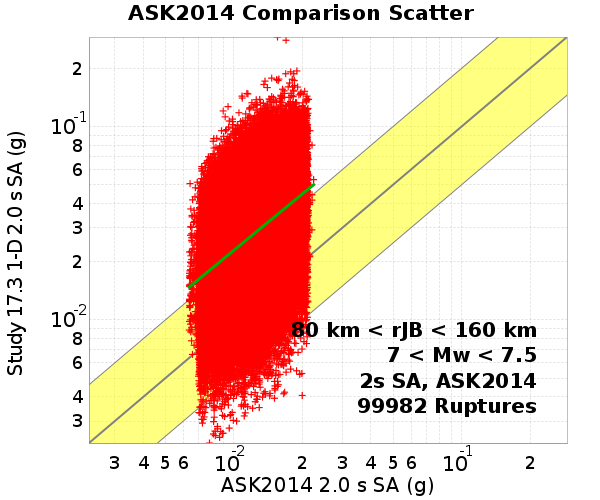 ASK2014 Comparison Scatter
Study 17.3 1-D 2.0 s SA (g)
2
10-1
8
6
4
3
2
10-2
8
6
4
3
80 km < rJB < 160 km
7 < Mw < 7.5
2s SA, ASK2014
99982 Ruptures
3 4 5 6 10-2 2 3 4 5 6 10-1 2
ASK2014 2.0 s SA (g)